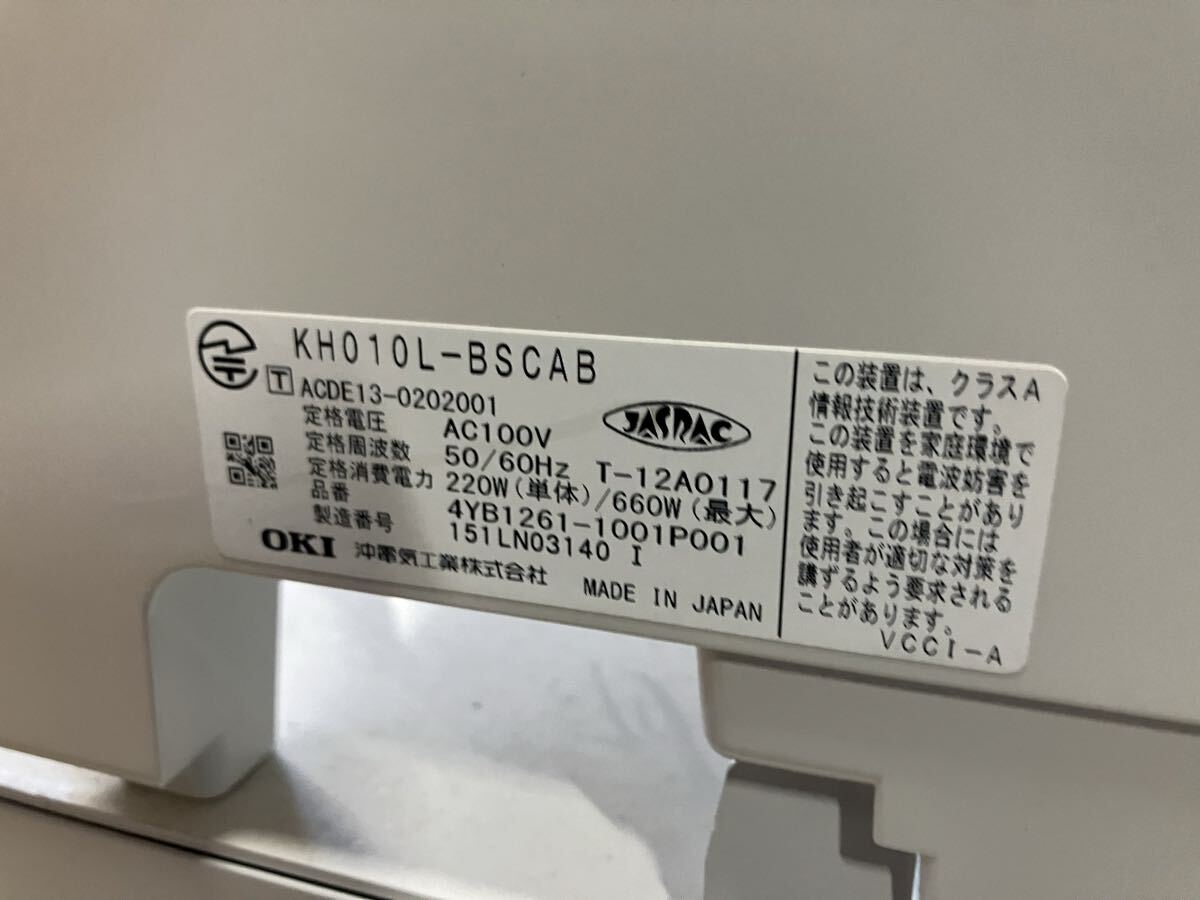 KH010L-BSCAB
T ACDE13-0202001
JASRAC
定格電圧 AC100V
定格周波数 50/60Hz T-12A0117
定格消費電力 220W(単体)/660W(最大)
品番 4YB1261-1001P001
製造番号 151LN03140 I
OKI 沖電気工業株式会社 MADE IN JAPAN
この装置は、クラスA
情報技術装置です。
この装置を家庭環境で
使用すると電波妨害を
引き起こすことがあり
ます。この場合には
使用者が適切な対策を
講ずるよう要求される
ことがあります。
VCCI-A